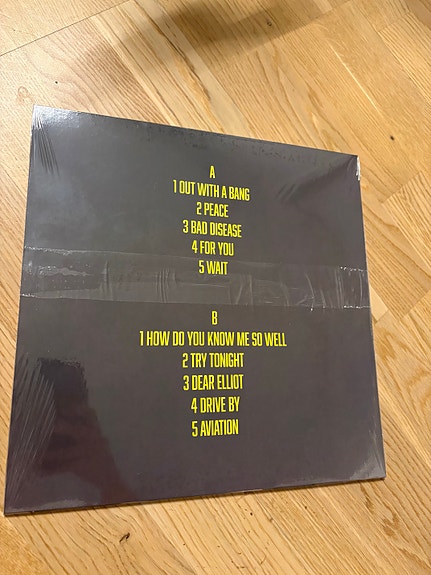 A
1 OUT WITH A BANG
2 PEACE
3 BAD DISEASE
4 FOR YOU
5 WAIT
B
1 HOW DO YOU KNOW ME SO WELL
2 TRY TONIGHT
3 DEAR ELLIOT
4 DRIVE BY
5 AVIATION